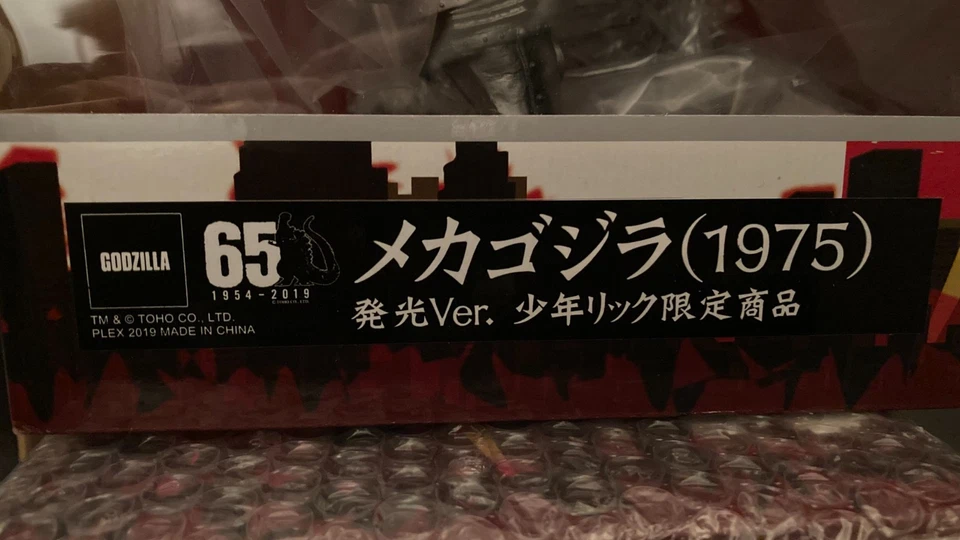 GODZILLA
65
1954-2019
TM & © TOHO CO., LTD.
PLEX 2019 MADE IN CHINA
メカゴジラ(1975)
発光Ver. 少年リック限定商品